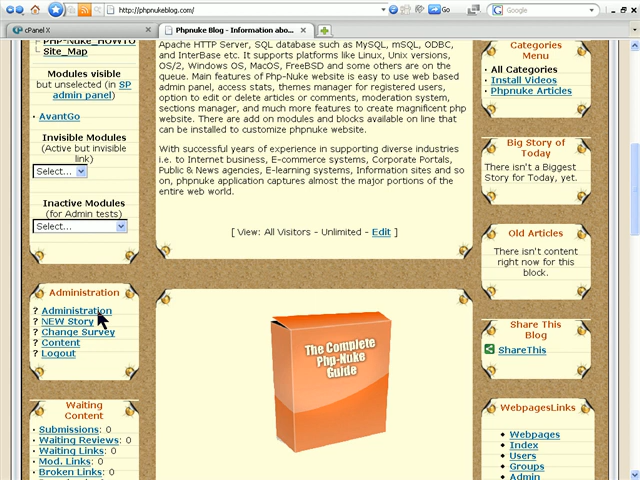 http://phpnukeblog.com/
Google
cPanel X
Phpnuke Blog - Information abo...
PHP-Nuke_HOWTO
Site_Map
Modules visible
but unselected (in SP
admin panel)
AvantGo
Invisible Modules
(Active but invisible
link)
Select...
Inactive Modules
(for Admin tests)
Select...
Administration
? Administration
? NEW Story
? Change Survey
? Content
? Logout
Waiting
Content
Submissions: 0
Waiting Reviews: 0
Waiting Links: 0
Mod. Links: 0
Broken Links: 0
Apache HTTP Server, SQL database such as MySQL, mSQL, ODBC,
and InterBase etc. It supports platforms like Linux, Unix versions,
OS/2, Windows OS, MacOS, FreeBSD and some others are on the
queue. Main features of Php-Nuke website is easy to use web based
admin panel, access stats, themes manager for registered users,
option to edit or delete articles or comments, moderation system,
sections manager, and much more features to create magnificent php
website. There are add on modules and blocks available on line that
can be installed to customize phpnuke website.
With successful years of experience in supporting diverse industries
i.e. to Internet business, E-commerce systems, Corporate Portals,
Public & News agencies, E-learning systems, Information sites and so
on, phpnuke application captures almost the major portions of the
entire web world.
[ View: All Visitors - Unlimited - Edit ]
The Complete
Php-Nuke
Guide
Categories
Menu
All Categories
Install Videos
Phpnuke Articles
Big Story of
Today
There isn't a Biggest
Story for Today, yet.
Old Articles
There isn't content
right now for this
block.
Share This
Blog
ShareThis
WebpagesLinks
Webpages
Index
Users
Groups
Admin